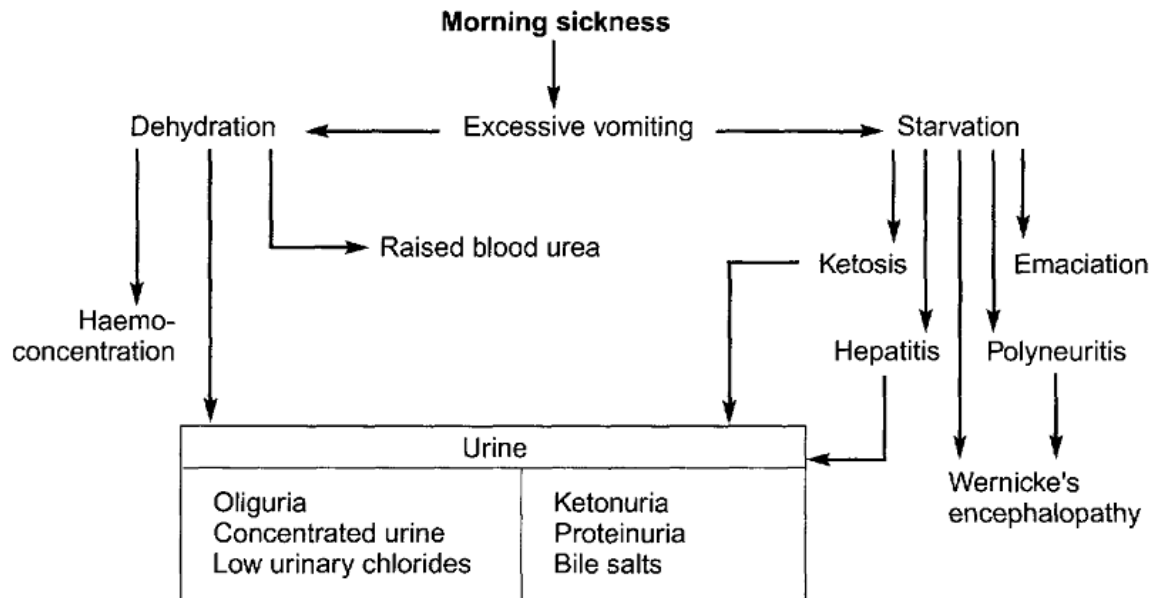 Morning sickness
Dehydration
Excessive vomiting
Starvation
Raised blood urea
Ketosis
Emaciation
Haemo-
concentration
Hepatitis
Polyneuritis
Urine
Oliguria
Concentrated urine
Low urinary chlorides
Ketonuria
Proteinuria
Bile salts
Wernicke's
encephalopathy